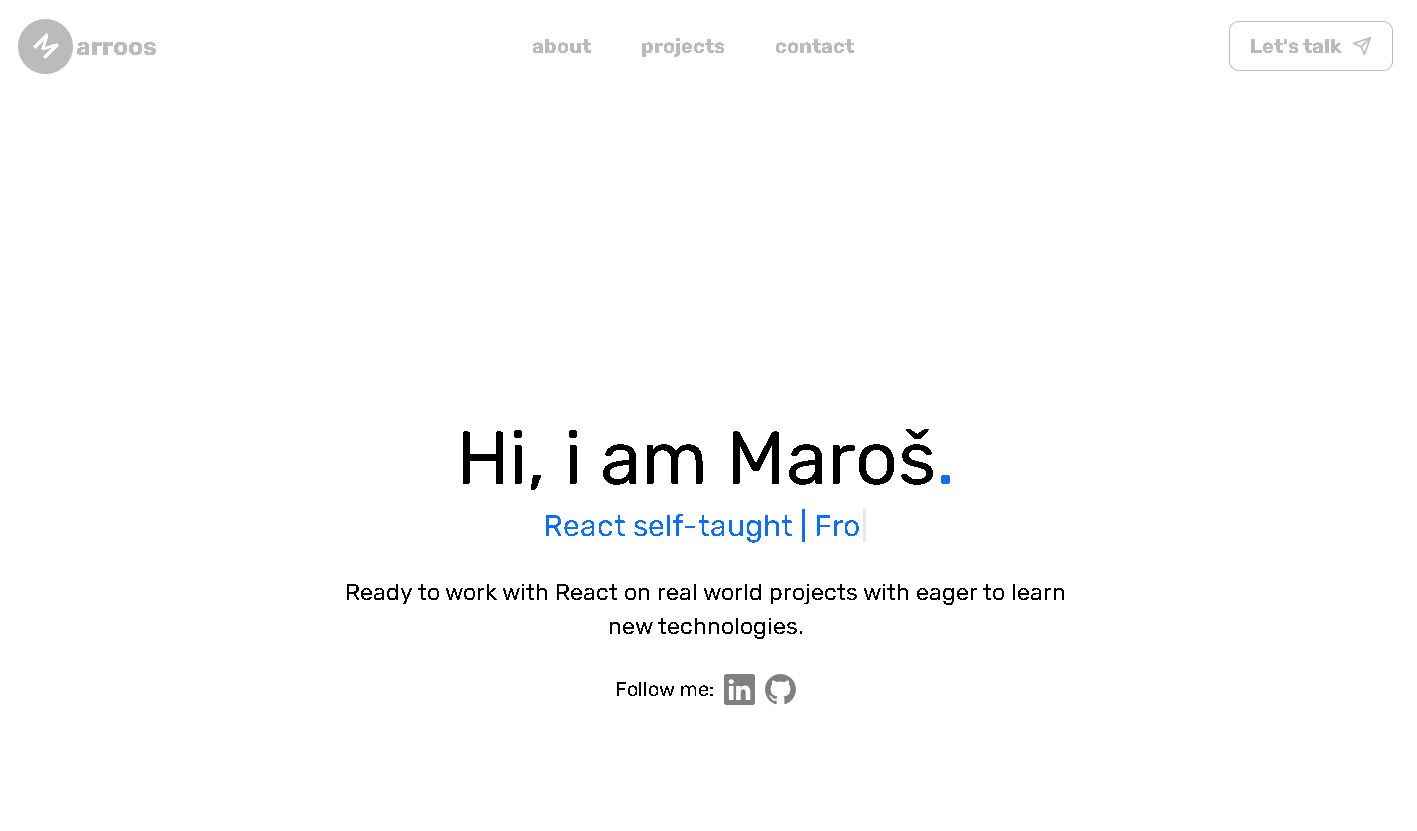 arroos
about
projects
contact
Let's talk
Hi, i am Maroš.
React self-taught | Fro
Ready to work with React on real world projects with eager to learn
new technologies.
Follow me: